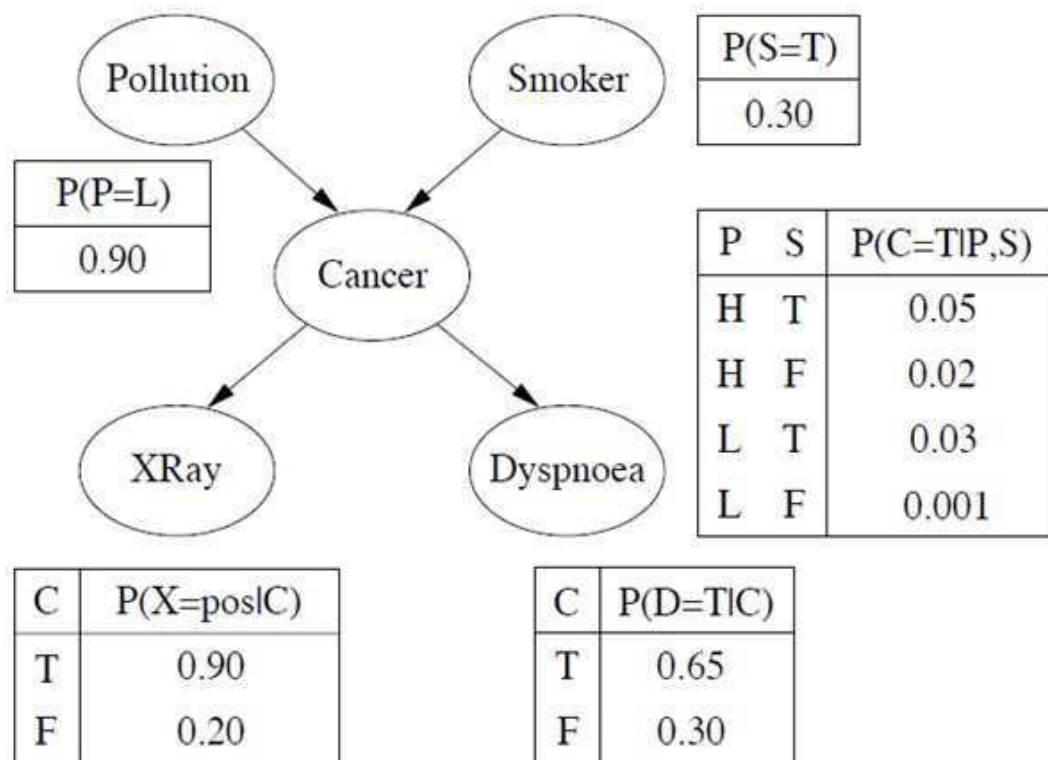 Pollution
Smoker
P(S=T)
0.30
P(P=L)
0.90
Cancer
P S P(C=T|P,S)
H T 0.05
H F 0.02
L T 0.03
L F 0.001
XRay
Dyspnoea
C P(X=pos|C)
T 0.90
F 0.20
C P(D=T|C)
T 0.65
F 0.30